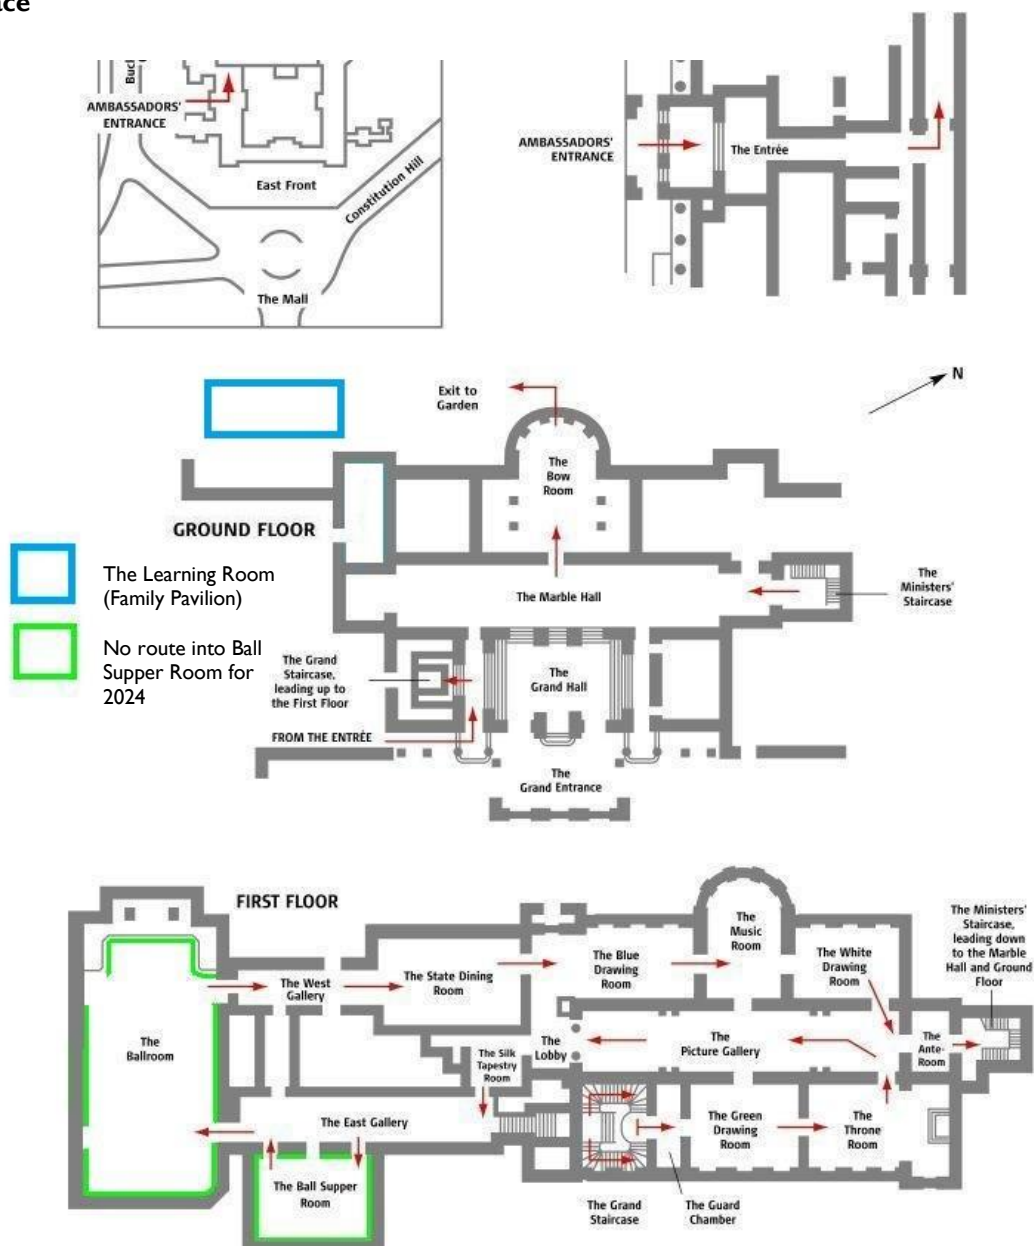 AMBASSADORS'
ENTRANCE
East Front
Constitution Hill
The Mall
AMBASSADORS'
ENTRANCE
The Entrée
Exit to
Garden
N
The
Bow
Room
GROUND FLOOR
The Learning Room
(Family Pavilion)
The Marble Hall
The
Ministers'
Staircase
No route into Ball
Supper Room for
2024
The Grand
Staircase,
leading up to
the First Floor
The
Grand Hall
FROM THE ENTRÉE
The
Grand Entrance
FIRST FLOOR
The Ministers'
Staircase,
leading down
to the Marble
Hall and Ground
Floor
The
Music
Room
The Blue
Drawing
Room
The White
Drawing
Room
The State Dining
Room
The West
Gallery
The
Ballroom
The
Lobby
The
Picture Gallery
The
Ante-
Room
The Silk
Tapestry
Room
The East Gallery
The Green
Drawing
Room
The
Throne
Room
The Ball Supper
Room
The Grand
Staircase
The Guard
Chamber